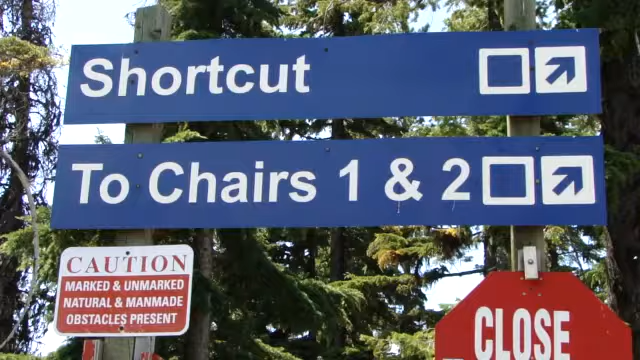 Shortcut
To Chairs 1 & 2
CAUTION
MARKED & UNMARKED
NATURAL & MANMADE
OBSTACLES PRESENT
CLOSE